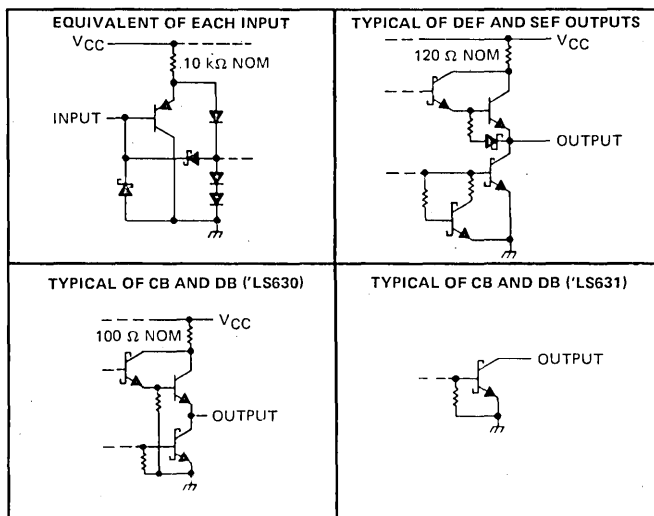 EQUIVALENT OF EACH INPUT
VCC
10 kΩ NOM
INPUT
TYPICAL OF DEF AND SEF OUTPUTS
VCC
120 Ω NOM
OUTPUT
TYPICAL OF CB AND DB ('LS630)
VCC
100 Ω NOM
OUTPUT
TYPICAL OF CB AND DB ('LS631)
OUTPUT